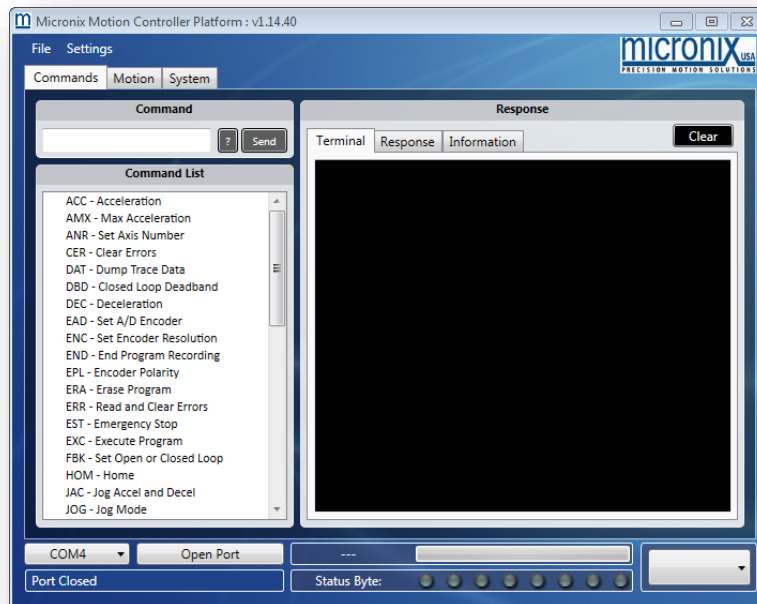 m Micronix Motion Controller Platform : v1.14.40
File Settings
MICRONIX USA
PRECISION MOTION SOLUTIONS
Commands Motion System
Command
? Send
Command List
ACC - Acceleration
AMX - Max Acceleration
ANR - Set Axis Number
CER - Clear Errors
DAT - Dump Trace Data
DBD - Closed Loop Deadband
DEC - Deceleration
EAD - Set A/D Encoder
ENC - Set Encoder Resolution
END - End Program Recording
EPL - Encoder Polarity
ERA - Erase Program
ERR - Read and Clear Errors
EST - Emergency Stop
EXC - Execute Program
FBK - Set Open or Closed Loop
HOM - Home
JAC - Jog Accel and Decel
JOG - Jog Mode
Response
Terminal Response Information
Clear
COM4 Open Port
---
Port Closed
Status Byte: